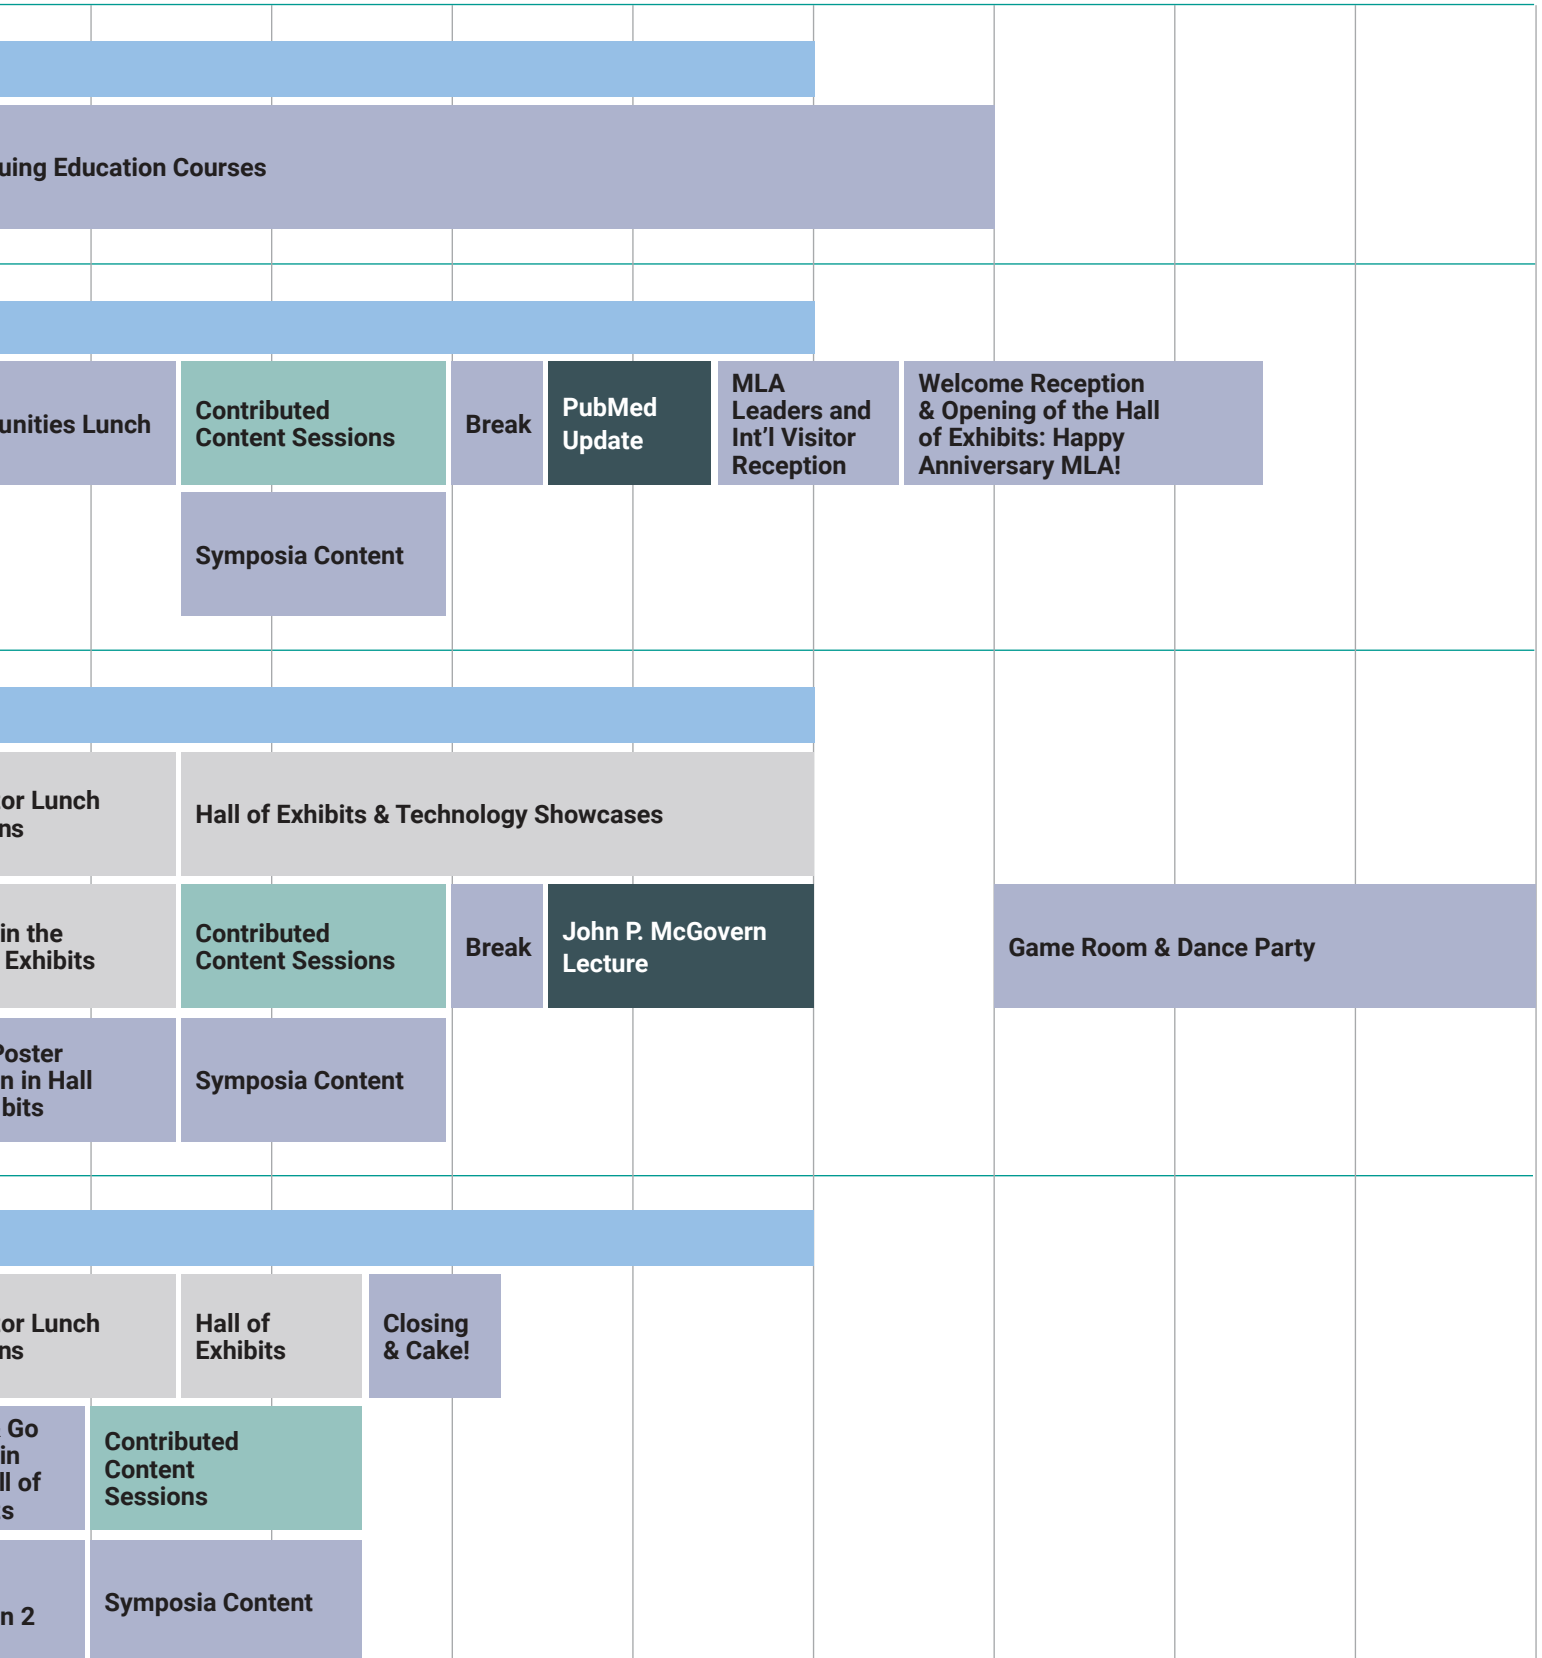 uing Education Courses
unities Lunch
Contributed
Content Sessions
Break
PubMed
Update
MLA
Leaders and
Int'l Visitor
Reception
Welcome Reception
& Opening of the Hall
of Exhibits: Happy
Anniversary MLA!
Symposia Content
or Lunch
ns
Hall of Exhibits & Technology Showcases
in the
Exhibits
Contributed
Content Sessions
Break
John P. McGovern
Lecture
Game Room & Dance Party
Poster
n in Hall
bits
Symposia Content
or Lunch
ns
Hall of
Exhibits
Closing
& Cake!
Go
in
ll of
s
Contributed
Content
Sessions
n 2
Symposia Content